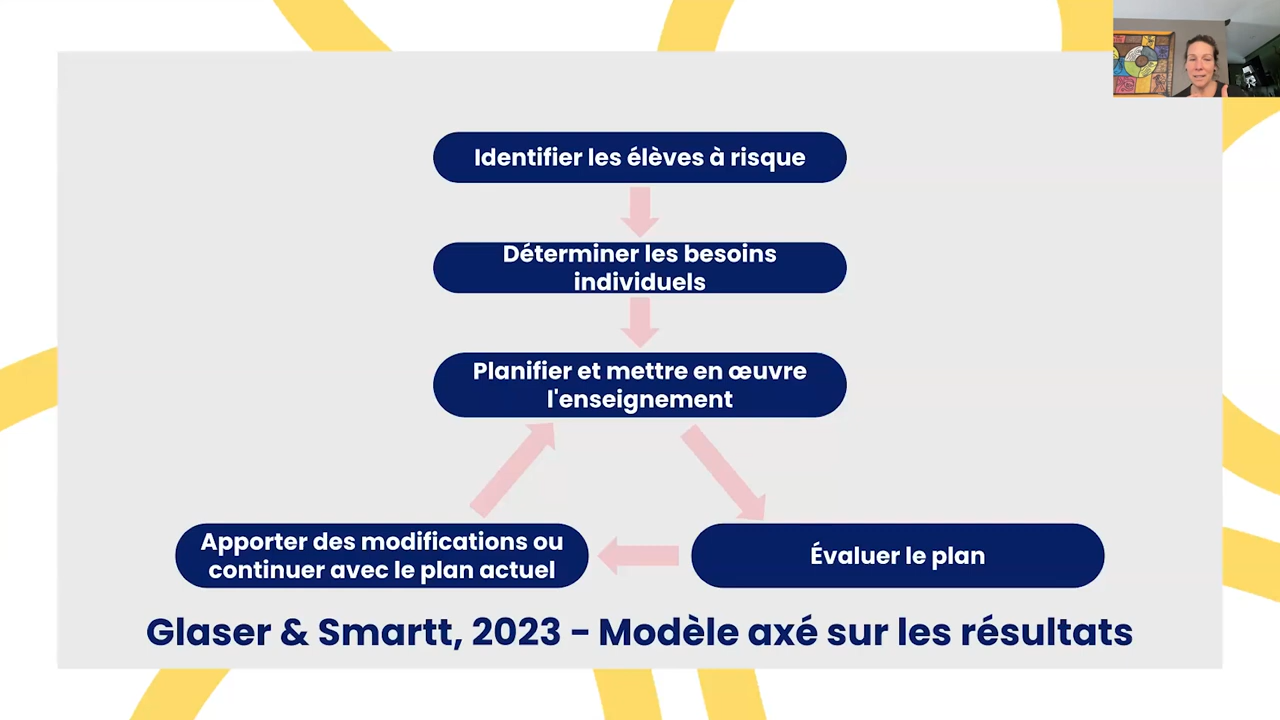 Identifier les élèves à risque
Déterminer les besoins
individuels
Planifier et mettre en œuvre
l'enseignement
Apporter des modifications ou
continuer avec le plan actuel
Évaluer le plan
Glaser & Smartt, 2023 - Modèle axé sur les résultats